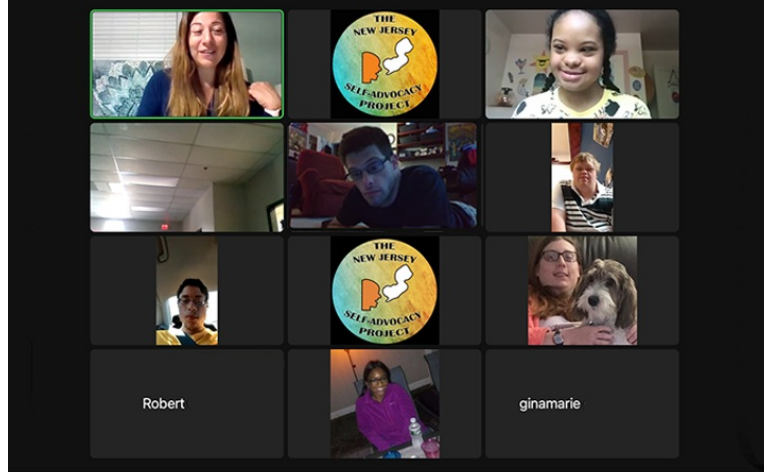 THE
NEW JERSEY
SELF-ADVOCACY
PROJECT
THE
NEW JERSEY
SELF-ADVOCACY
PROJECT
Robert
ginamarie